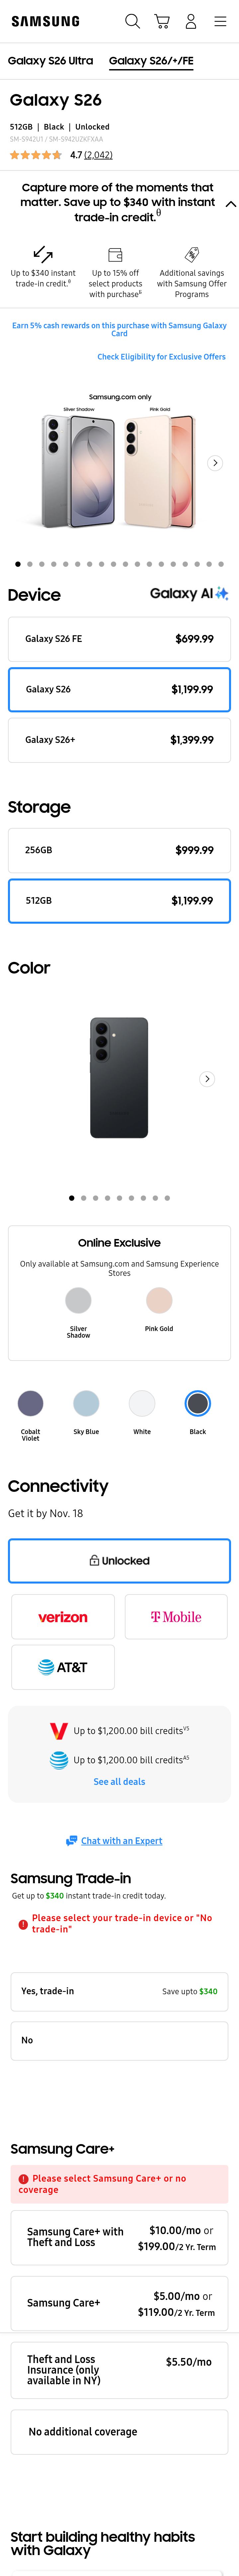 SAMSUNG
Galaxy S26 Ultra
Galaxy S26/+/FE
Galaxy S26
512GB | Black | Unlocked
SM-S942U1 / SM-S942UZKFXAA
4.7 (2,042)
Capture more of the moments that
matter. Save up to $340 with instant
trade-in credit.θ
Up to $340 instant
trade-in credit.θ
Up to 15% off
select products
with purchase⁶
Additional savings
with Samsung Offer
Programs
Earn 5% cash rewards on this purchase with Samsung Galaxy
Card
Check Eligibility for Exclusive Offers
Samsung.com only
Silver Shadow
Pink Gold
Device
Galaxy AI
Galaxy S26 FE
$699.99
Galaxy S26
$1,199.99
Galaxy S26+
$1,399.99
Storage
256GB
$999.99
512GB
$1,199.99
Color
Online Exclusive
Only available at Samsung.com and Samsung Experience
Stores
Silver
Shadow
Pink Gold
Cobalt
Violet
Sky Blue
White
Black
Connectivity
Get it by Nov. 18
Unlocked
verizon
T Mobile
AT&T
Up to $1,200.00 bill creditsVS
Up to $1,200.00 bill creditsAS
See all deals
Chat with an Expert
Samsung Trade-in
Get up to $340 instant trade-in credit today.
Please select your trade-in device or "No
trade-in"
Yes, trade-in
Save upto $340
No
Samsung Care+
Please select Samsung Care+ or no
coverage
Samsung Care+ with
Theft and Loss
$10.00/mo or
$199.00/2 Yr. Term
Samsung Care+
$5.00/mo or
$119.00/2 Yr. Term
Theft and Loss
Insurance (only
available in NY)
$5.50/mo
No additional coverage
Start building healthy habits
with Galaxy